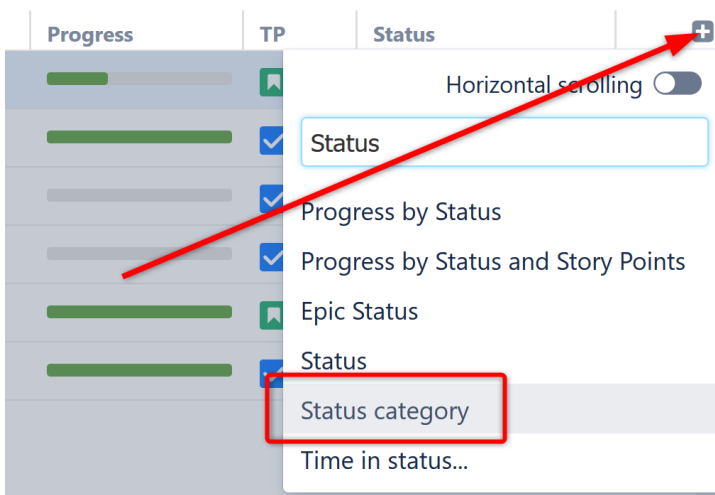 Progress TP Status
Horizontal scrolling
Status
Progress by Status
Progress by Status and Story Points
Epic Status
Status
Status category
Time in status...